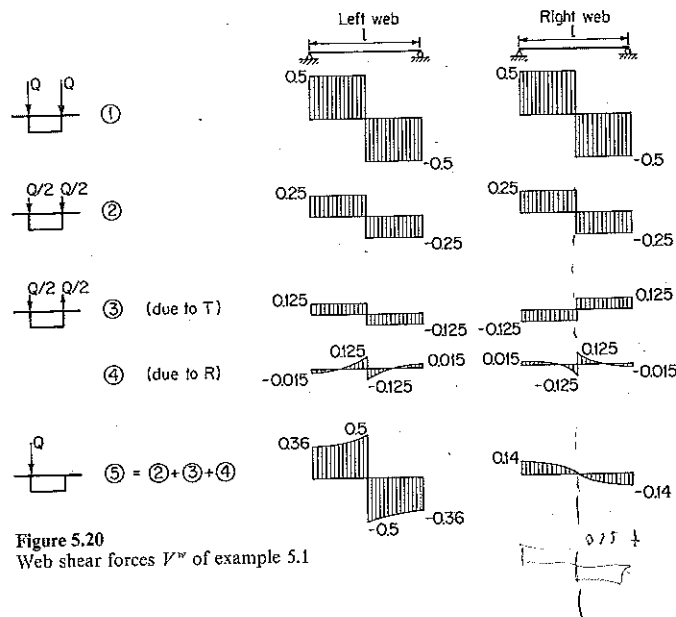 Left web
Right web
l
l
Q Q
①
0.5
-0.5
0.5
-0.5
Q/2 Q/2
②
0.25
-0.25
0.25
-0.25
Q/2 Q/2
③ (due to T)
0.125
-0.125
-0.125
0.125
④ (due to R)
-0.015
0.125
-0.125
0.015
0.015
-0.125
0.125
-0.015
Q
⑤ = ②+③+④
0.36
0.5
-0.5
-0.36
0.14
-0.14
Figure 5.20
Web shear forces Vʷ of example 5.1